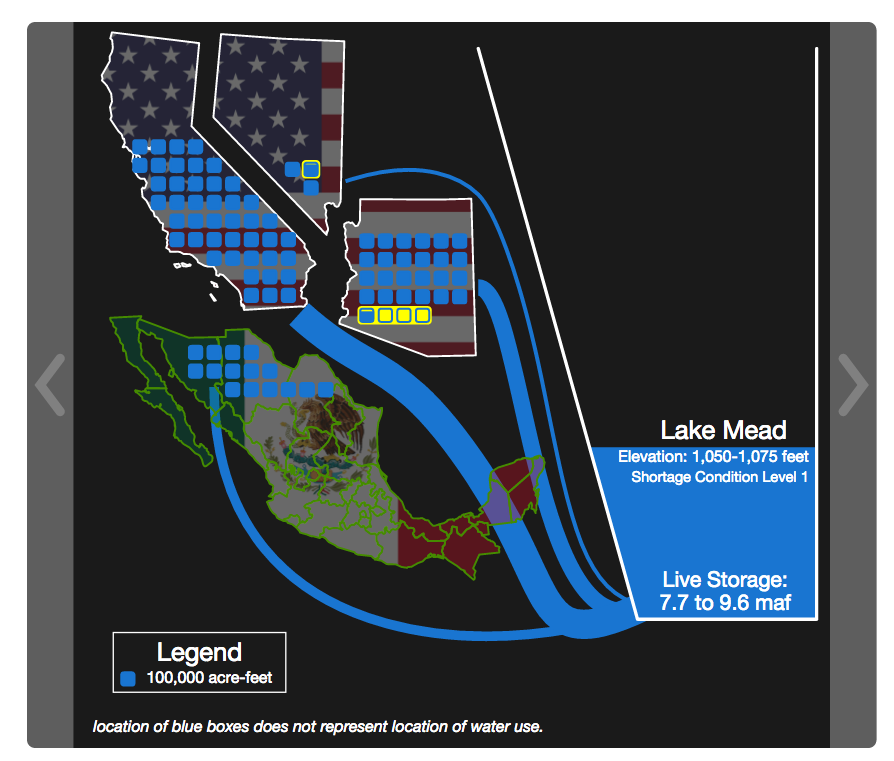 Lake Mead
Elevation: 1,050-1,075 feet
Shortage Condition Level 1
Live Storage:
7.7 to 9.6 maf
Legend
100,000 acre-feet
location of blue boxes does not represent location of water use.